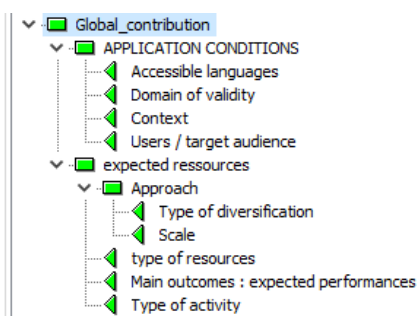 Global_contribution
APPLICATION CONDITIONS
Accessible languages
Domain of validity
Context
Users / target audience
expected ressources
Approach
Type of diversification
Scale
type of resources
Main outcomes : expected performances
Type of activity